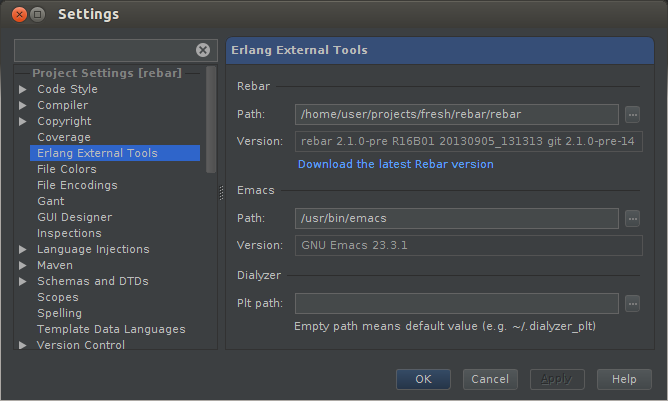 Settings
Project Settings [rebar]
Code Style
Compiler
Copyright
Coverage
Erlang External Tools
File Colors
File Encodings
Gant
GUI Designer
Inspections
Language Injections
Maven
Schemas and DTDs
Scopes
Spelling
Template Data Languages
Version Control
Erlang External Tools
Rebar
Path: /home/user/projects/fresh/rebar/rebar ...
Version: rebar 2.1.0-pre R16B01 20130905_131313 git 2.1.0-pre-14
Download the latest Rebar version
Emacs
Path: /usr/bin/emacs ...
Version: GNU Emacs 23.3.1
Dialyzer
Plt path: ...
Empty path means default value (e.g. ~/.dialyzer_plt)
OK Cancel Apply Help